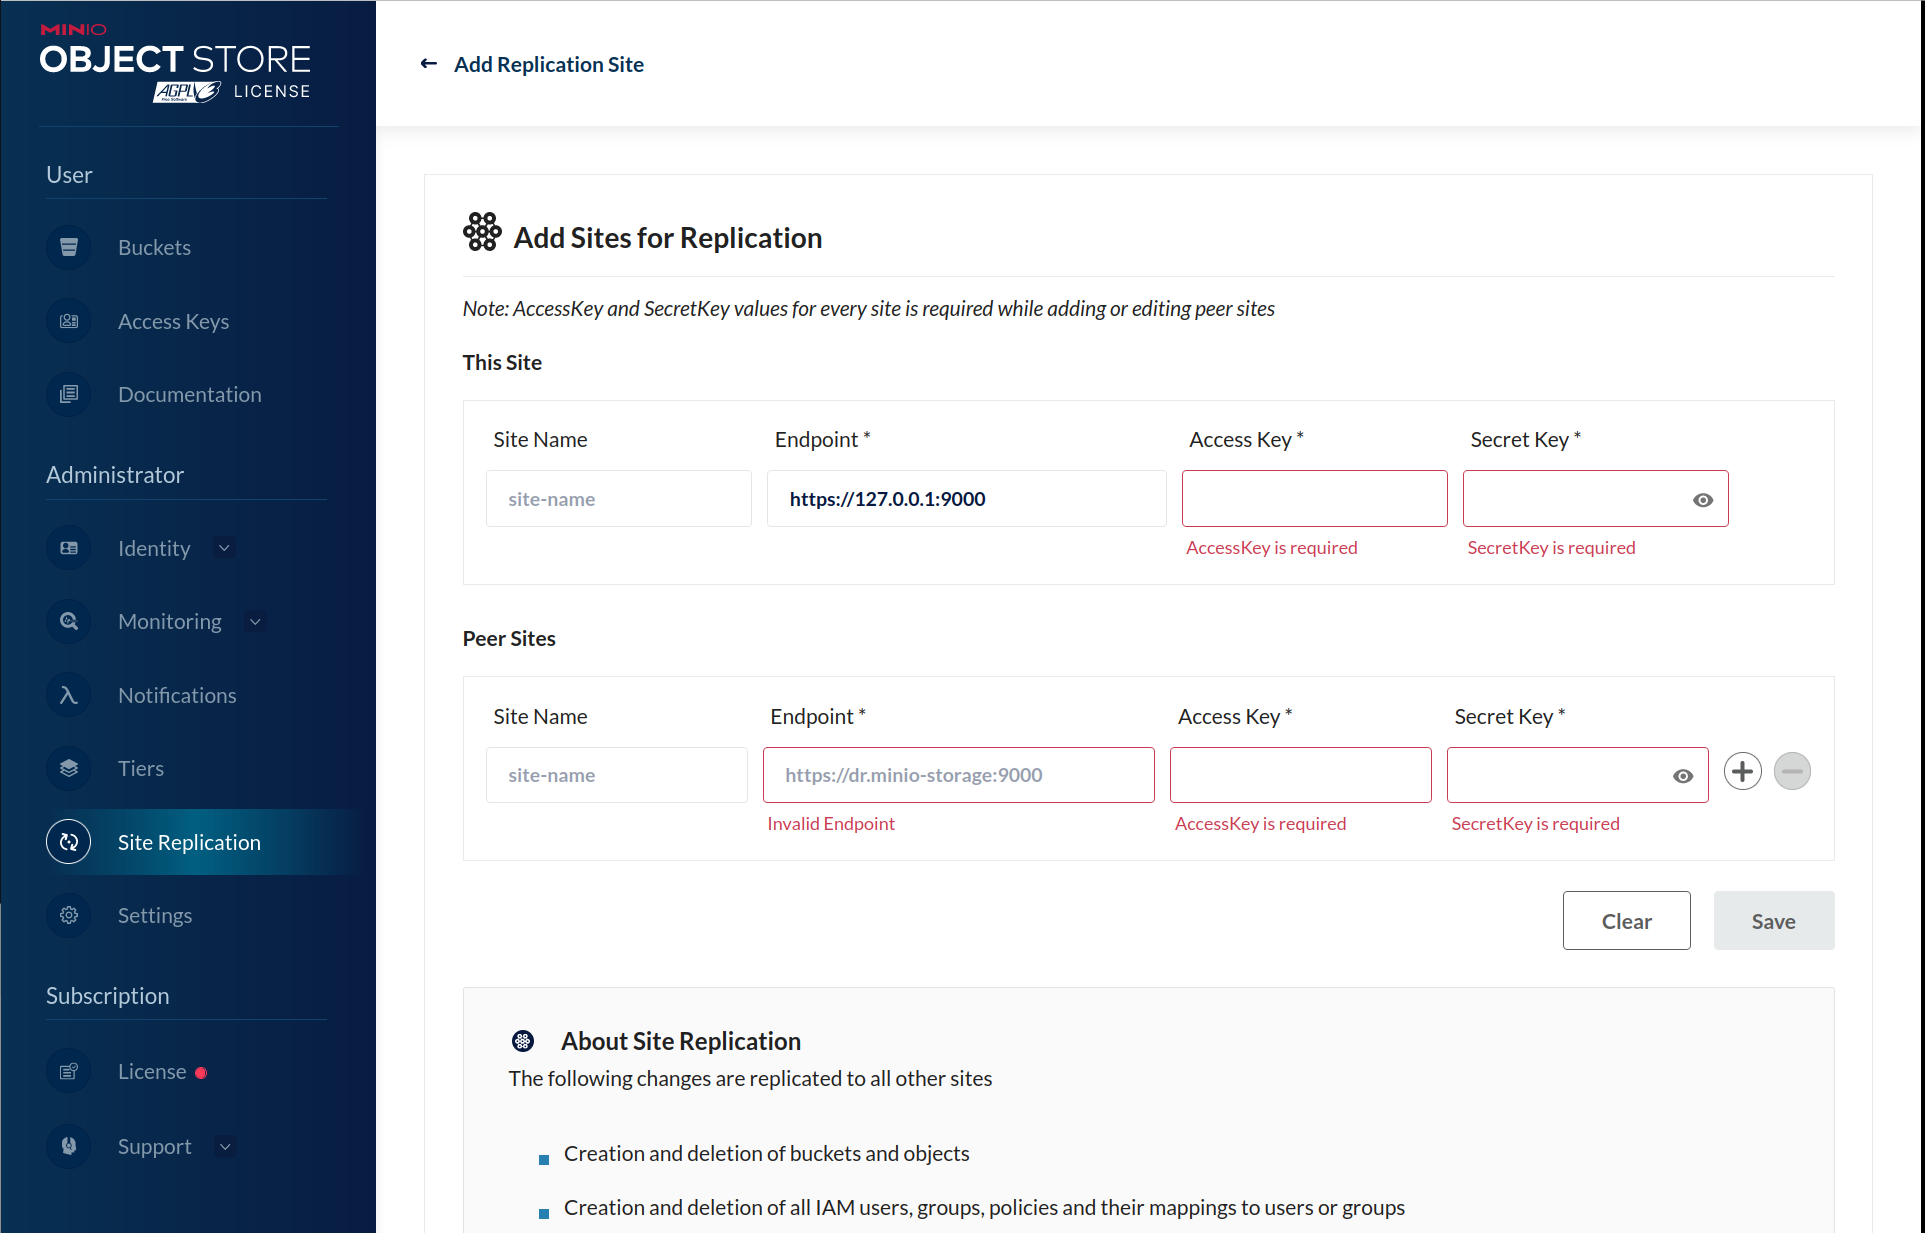 MINIO
OBJECT STORE
AGPLv3 LICENSE
Free Software
User
Buckets
Access Keys
Documentation
Administrator
Identity
Monitoring
Notifications
Tiers
Site Replication
Settings
Subscription
License
Support
Add Replication Site
Add Sites for Replication
Note: AccessKey and SecretKey values for every site is required while adding or editing peer sites
This Site
Site Name Endpoint * Access Key * Secret Key *
site-name https://127.0.0.1:9000
AccessKey is required SecretKey is required
Peer Sites
Site Name Endpoint * Access Key * Secret Key *
site-name https://dr.minio-storage:9000
Invalid Endpoint AccessKey is required SecretKey is required
Clear Save
About Site Replication
The following changes are replicated to all other sites
Creation and deletion of buckets and objects
Creation and deletion of all IAM users, groups, policies and their mappings to users or groups